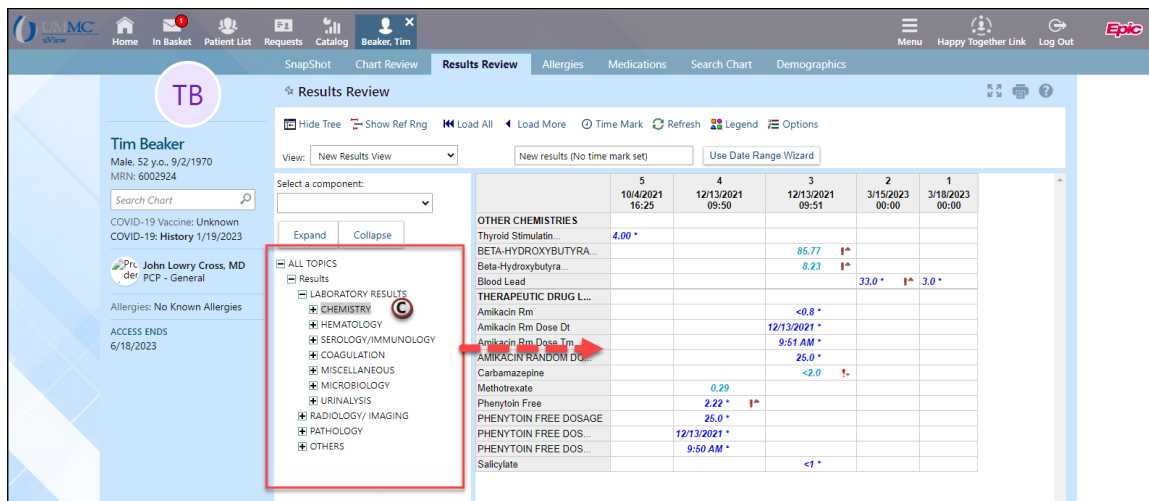 UMMC
uView
Home In Basket Patient List Requests Catalog Beaker, Tim ×
1
Menu Happy Together Link Log Out
Epic
SnapShot Chart Review Results Review Allergies Medications Search Chart Demographics
TB
Tim Beaker
Male, 52 y.o., 9/2/1970
MRN: 6002924
Search Chart
COVID-19 Vaccine: Unknown
COVID-19: History 1/19/2023
John Lowry Cross, MD
PCP - General
Allergies: No Known Allergies
ACCESS ENDS
6/18/2023
Results Review
Hide Tree Show Ref Rng Load All Load More Time Mark Refresh Legend Options
View: New Results View New results (No time mark set) Use Date Range Wizard
Select a component:
Expand Collapse
ALL TOPICS
Results
LABORATORY RESULTS
CHEMISTRY C
HEMATOLOGY
SEROLOGY/IMMUNOLOGY
COAGULATION
MISCELLANEOUS
MICROBIOLOGY
URINALYSIS
RADIOLOGY/ IMAGING
PATHOLOGY
OTHERS
5 4 3 2 1
10/4/2021 12/13/2021 12/13/2021 3/15/2023 3/18/2023
16:25 09:50 09:51 00:00 00:00
OTHER CHEMISTRIES
Thyroid Stimulatin... 4.00 *
BETA-HYDROXYBUTYRA... 85.77
Beta-Hydroxybutyra... 8.23
Blood Lead 33.0 * 3.0 *
THERAPEUTIC DRUG L...
Amikacin Rm <0.8 *
Amikacin Rm Dose Dt 12/13/2021 *
Amikacin Rm Dose Tm 9:51 AM *
AMIKACIN RANDOM DO... 25.0 *
Carbamazepine <2.0
Methotrexate 0.29
Phenytoin Free 2.22 *
PHENYTOIN FREE DOSAGE 25.0 *
PHENYTOIN FREE DOS... 12/13/2021 *
PHENYTOIN FREE DOS... 9:50 AM *
Salicylate <1 *